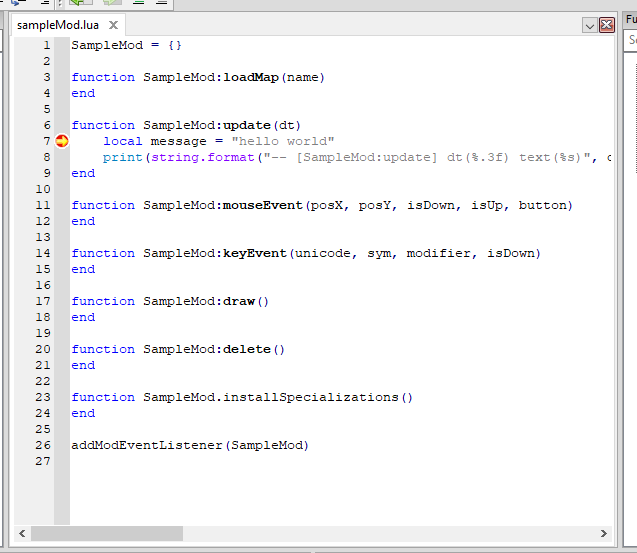 Fu
sampleMod.lua
S
1 SampleMod = {}
2
3 function SampleMod:loadMap(name)
4 end
5
6 function SampleMod:update(dt)
7 local message = "hello world"
8 print(string.format("-- [SampleMod:update] dt(%.3f) text(%s)",
9 end
10
11 function SampleMod:mouseEvent(posX, posY, isDown, isUp, button)
12 end
13
14 function SampleMod:keyEvent(unicode, sym, modifier, isDown)
15 end
16
17 function SampleMod:draw()
18 end
19
20 function SampleMod:delete()
21 end
22
23 function SampleMod.installSpecializations()
24 end
25
26 addModEventListener(SampleMod)
27